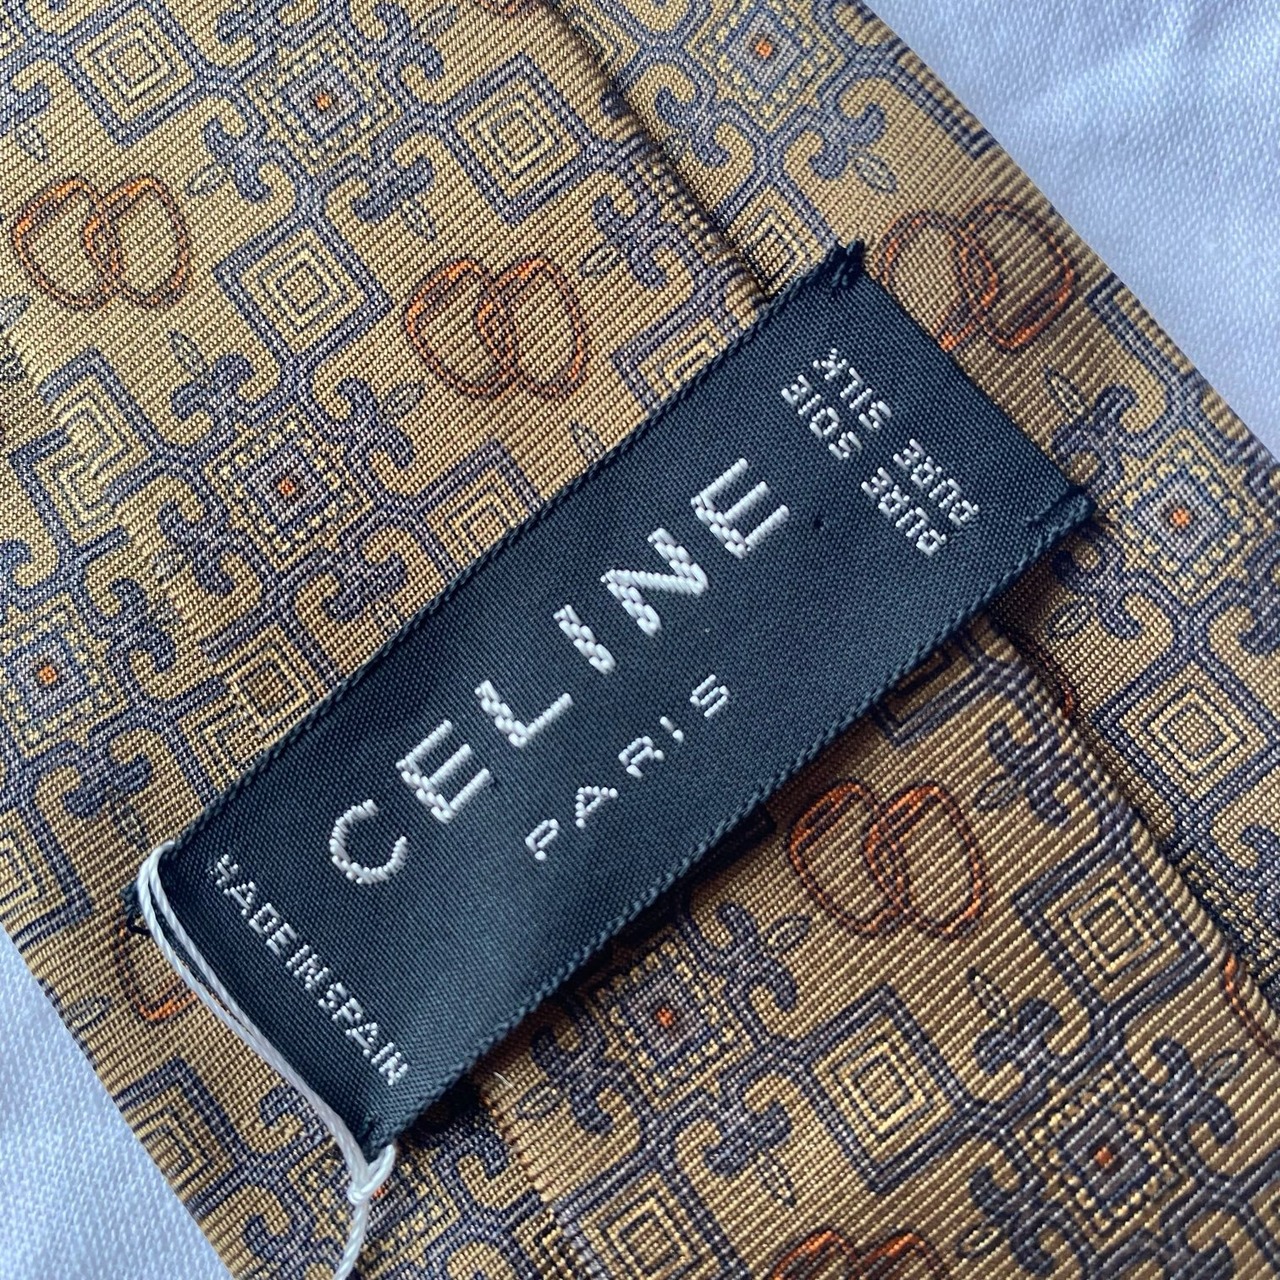 PURE SILK
PURE SOIE
CELINE
PARIS
MADE IN SPAIN